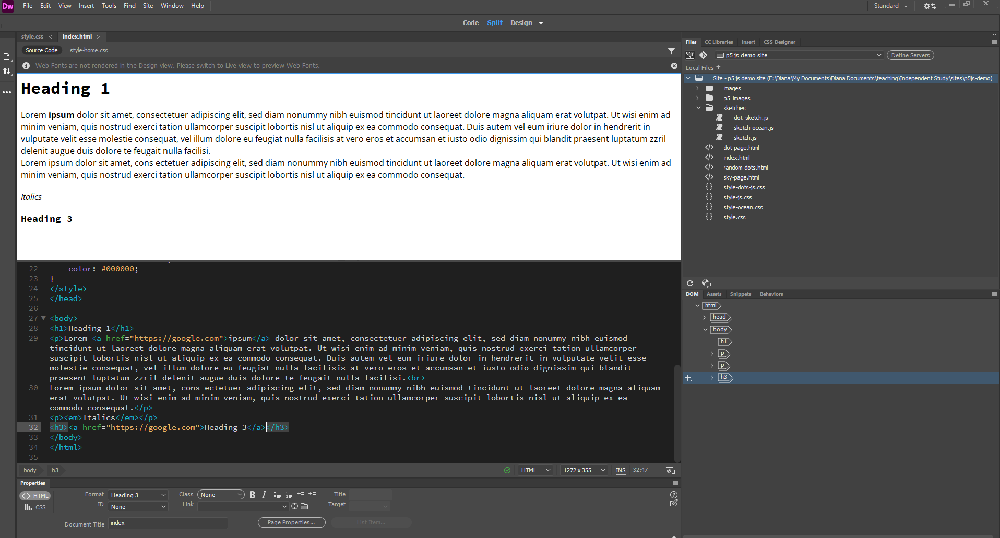 Dw File Edit View Insert Tools Find Site Window Help Standard
Code Split Design
style.css × index.html ×
Source Code style-home.css
Web Fonts are not rendered in the Design view. Please switch to Live view to preview Web Fonts.
Heading 1
Lorem ipsum dolor sit amet, consectetuer adipiscing elit, sed diam nonummy nibh euismod tincidunt ut laoreet dolore magna aliquam erat volutpat. Ut wisi enim ad
minim veniam, quis nostrud exerci tation ullamcorper suscipit lobortis nisl ut aliquip ex ea commodo consequat. Duis autem vel eum iriure dolor in hendrerit in
vulputate velit esse molestie consequat, vel illum dolore eu feugiat nulla facilisis at vero eros et accumsan et iusto odio dignissim qui blandit praesent luptatum zzril
delenit augue duis dolore te feugait nulla facilisi.
Lorem ipsum dolor sit amet, cons ectetuer adipiscing elit, sed diam nonummy nibh euismod tincidunt ut laoreet dolore magna aliquam erat volutpat. Ut wisi enim ad
minim veniam, quis nostrud exerci tation ullamcorper suscipit lobortis nisl ut aliquip ex ea commodo consequat.
Italics
Heading 3
22 color: #000000;
23 }
24 </style>
25 </head>
26
27 <body>
28 <h1>Heading 1</h1>
29 <p>Lorem <a href="https://google.com">ipsum</a> dolor sit amet, consectetuer adipiscing elit, sed diam nonummy nibh euismod
tincidunt ut laoreet dolore magna aliquam erat volutpat. Ut wisi enim ad minim veniam, quis nostrud exerci tation ullamcorper
suscipit lobortis nisl ut aliquip ex ea commodo consequat. Duis autem vel eum iriure dolor in hendrerit in vulputate velit esse
molestie consequat, vel illum dolore eu feugiat nulla facilisis at vero eros et accumsan et iusto odio dignissim qui blandit
praesent luptatum zzril delenit augue duis dolore te feugait nulla facilisi.<br>
30 Lorem ipsum dolor sit amet, cons ectetuer adipiscing elit, sed diam nonummy nibh euismod tincidunt ut laoreet dolore magna aliquam
erat volutpat. Ut wisi enim ad minim veniam, quis nostrud exerci tation ullamcorper suscipit lobortis nisl ut aliquip ex ea
commodo consequat.</p>
31 <p><em>Italics</em></p>
32 <h3><a href="https://google.com">Heading 3</a></h3>
33 </body>
34 </html>
35
body h3 HTML 1272 x 355 INS 32:47
Properties
<> HTML Format Heading 3 Class None B I Title
CSS ID None Link Target
Document Title index Page Properties... List Item...
Files CC Libraries Insert CSS Designer
p5 js demo site Define Servers
Local Files
Site - p5 js demo site (E:\Diana\My Documents\Diana Documents\teaching\Independent Study\sites\p5js-demo)
images
p5_images
sketches
dot_sketch.js
sketch-ocean.js
sketch.js
</> dot-page.html
</> index.html
</> random-dots.html
</> sky-page.html
{} style-dots-js.css
{} style-js.css
{} style-ocean.css
{} style.css
DOM Assets Snippets Behaviors
html
head
body
h1
p
p
h3